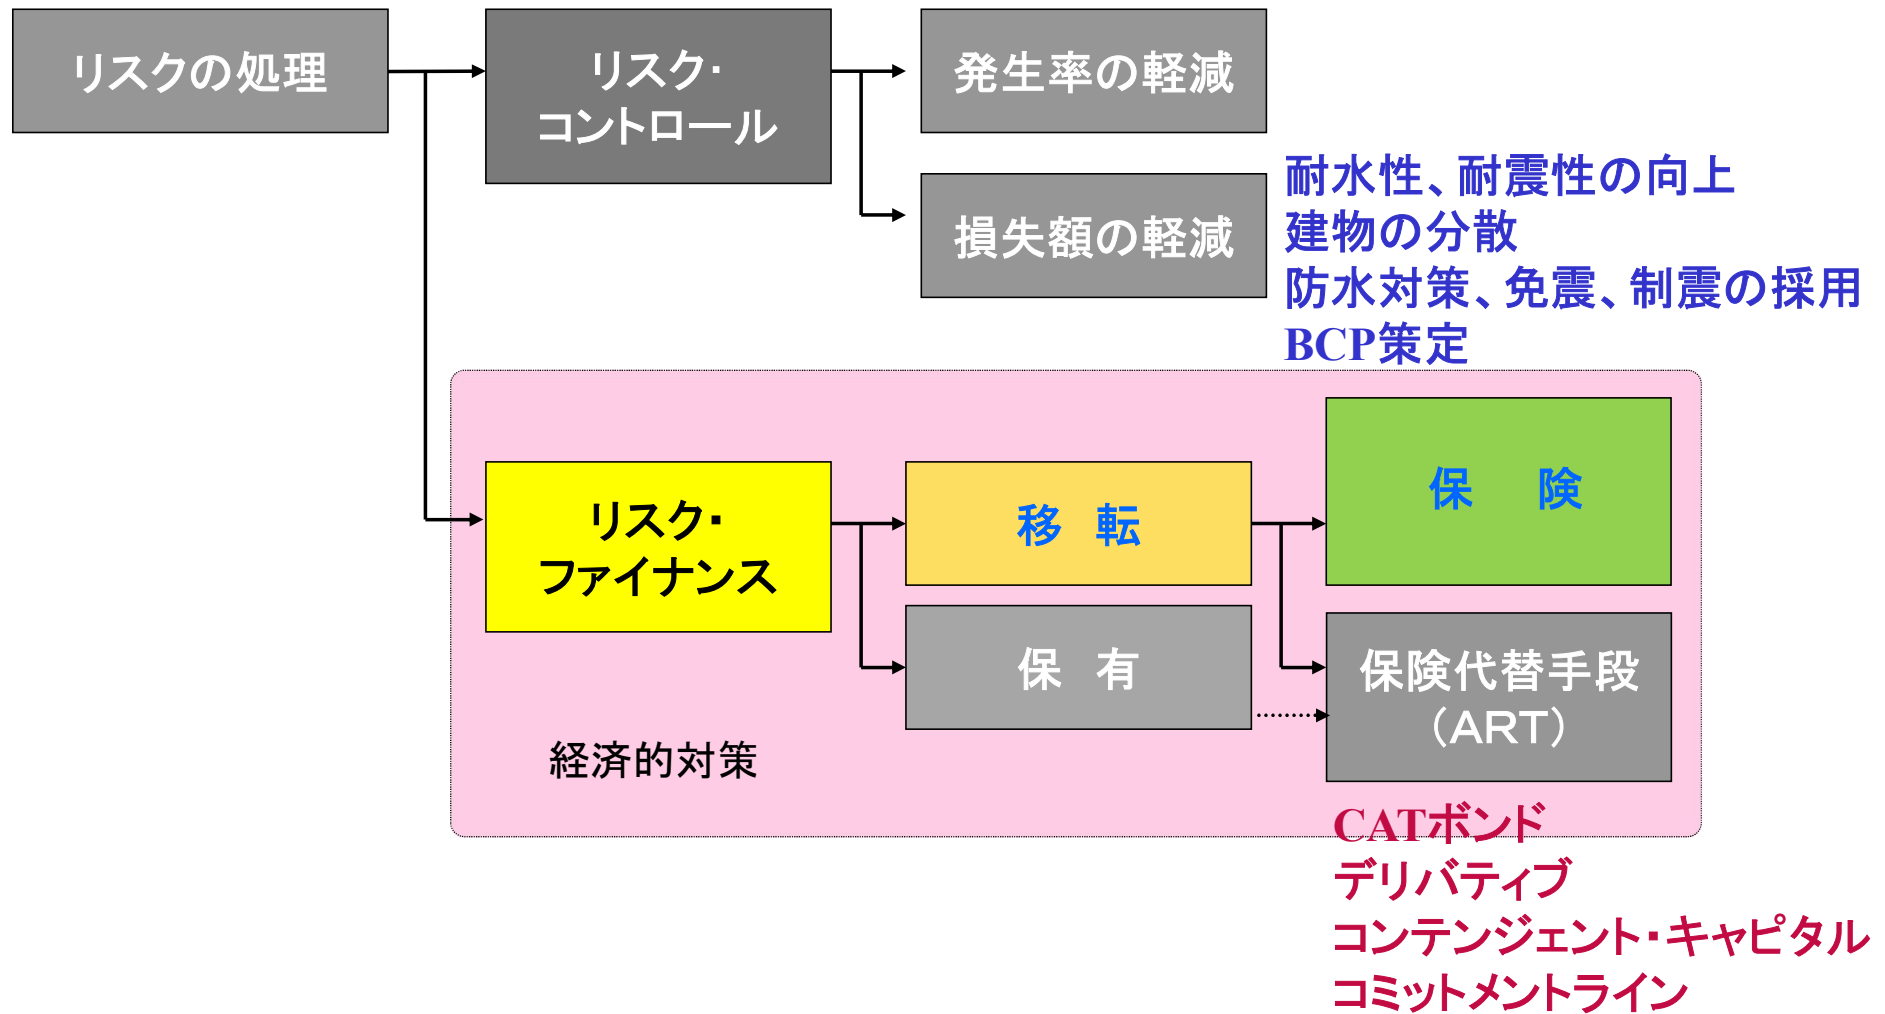 リスクの処理
リスク・
コントロール
発生率の軽減
損失額の軽減
耐水性、耐震性の向上
建物の分散
防水対策、免震、制震の採用
BCP策定
リスク・
ファイナンス
移　転
保　有
保　険
保険代替手段
（ART）
経済的対策
CATボンド
デリバティブ
コンテンジェント・キャピタル
コミットメントライン